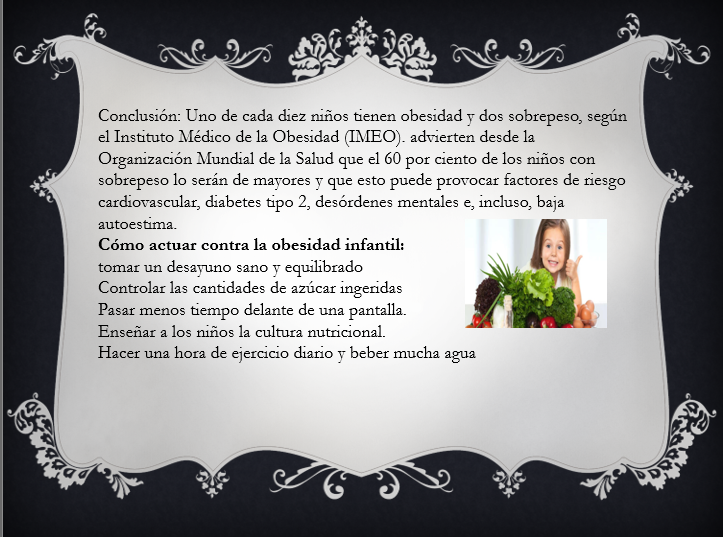 Conclusión: Uno de cada diez niños tienen obesidad y dos sobrepeso, según
el Instituto Médico de la Obesidad (IMEO). advierten desde la
Organización Mundial de la Salud que el 60 por ciento de los niños con
sobrepeso lo serán de mayores y que esto puede provocar factores de riesgo
cardiovascular, diabetes tipo 2, desórdenes mentales e, incluso, baja
autoestima.
Cómo actuar contra la obesidad infantil:
tomar un desayuno sano y equilibrado
Controlar las cantidades de azúcar ingeridas
Pasar menos tiempo delante de una pantalla.
Enseñar a los niños la cultura nutricional.
Hacer una hora de ejercicio diario y beber mucha agua